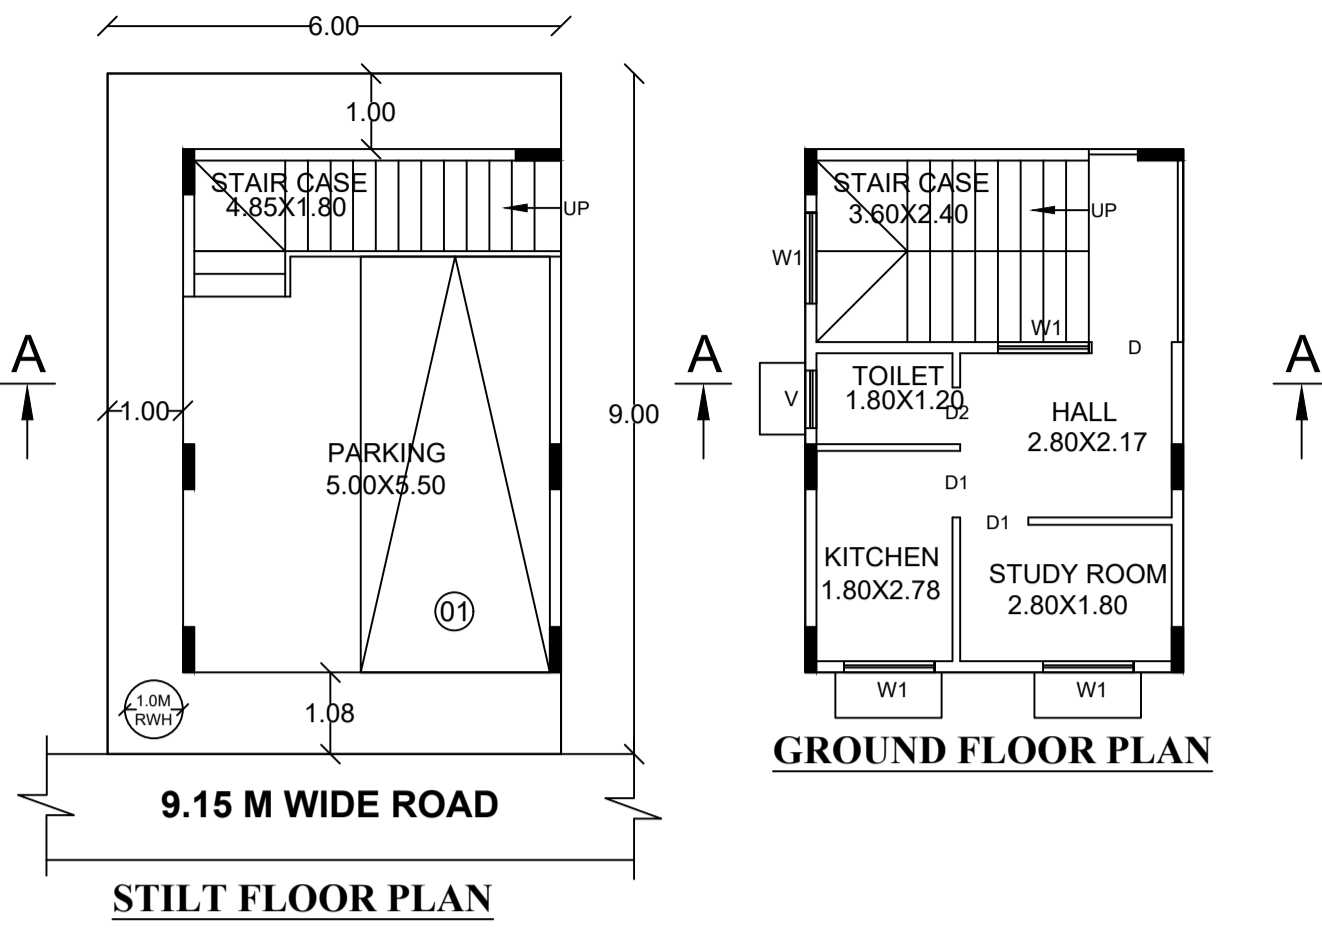 6.00
1.00
STAIR CASE
4.85X1.80
UP
A
1.00
9.00
PARKING
5.00X5.50
01
1.0M
RWH
1.08
9.15 M WIDE ROAD
STILT FLOOR PLAN
STAIR CASE
3.60X2.40
UP
W1
W1
D
A
A
TOILET
1.80X1.20
V
D2
HALL
2.80X2.17
D1
D1
KITCHEN
1.80X2.78
STUDY ROOM
2.80X1.80
W1
W1
GROUND FLOOR PLAN